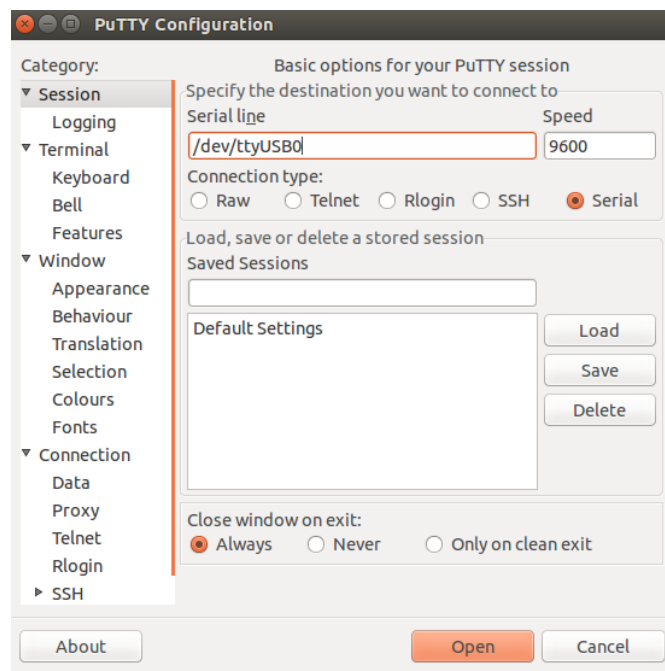 PuTTY Configuration
Category:
Session
Logging
Terminal
Keyboard
Bell
Features
Window
Appearance
Behaviour
Translation
Selection
Colours
Fonts
Connection
Data
Proxy
Telnet
Rlogin
SSH
Basic options for your PuTTY session
Specify the destination you want to connect to
Serial line Speed
/dev/ttyUSB0 9600
Connection type:
Raw Telnet Rlogin SSH Serial
Load, save or delete a stored session
Saved Sessions
Default Settings
Load
Save
Delete
Close window on exit:
Always Never Only on clean exit
About Open Cancel